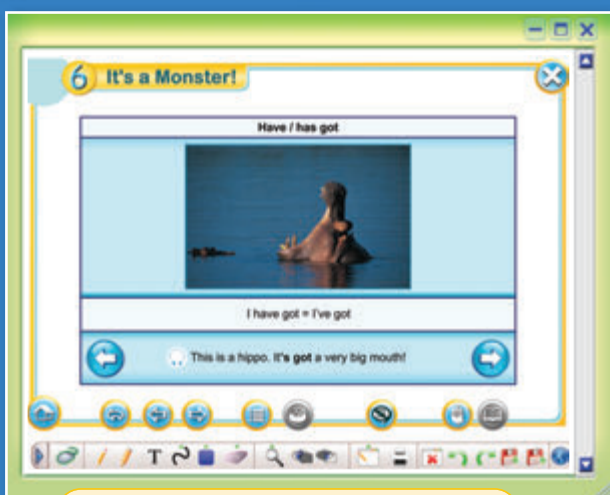 6 It's a Monster!
Have / has got
I have got = I've got
This is a hippo. It's got a very big mouth!
T